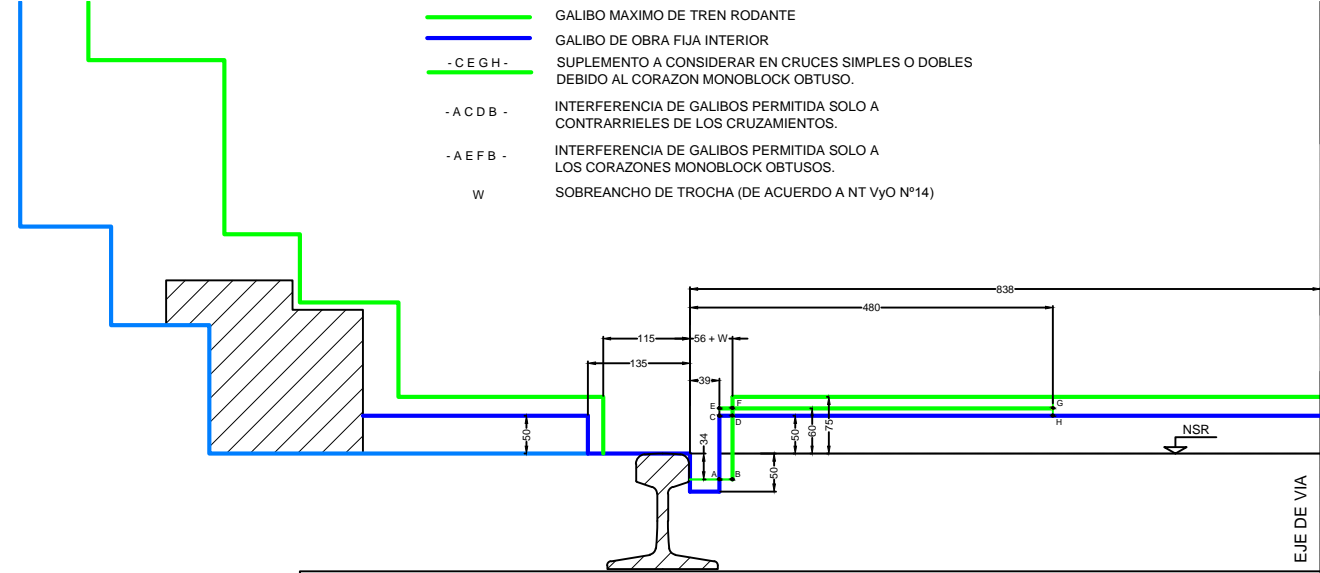 GALIBO MAXIMO DE TREN RODANTE
GALIBO DE OBRA FIJA INTERIOR
- C E G H -
SUPLEMENTO A CONSIDERAR EN CRUCES SIMPLES O DOBLES
DEBIDO AL CORAZON MONOBLOCK OBTUSO.
- A C D B -
INTERFERENCIA DE GALIBOS PERMITIDA SOLO A
CONTRARRIELES DE LOS CRUZAMIENTOS.
- A E F B -
INTERFERENCIA DE GALIBOS PERMITIDA SOLO A
LOS CORAZONES MONOBLOCK OBTUSOS.
W
SOBREANCHO DE TROCHA (DE ACUERDO A NT VyO Nº14)
838
480
115
56 + W
135
39
E
F
G
C
D
H
50
34
50
60
75
NSR
A
B
50
EJE DE VIA